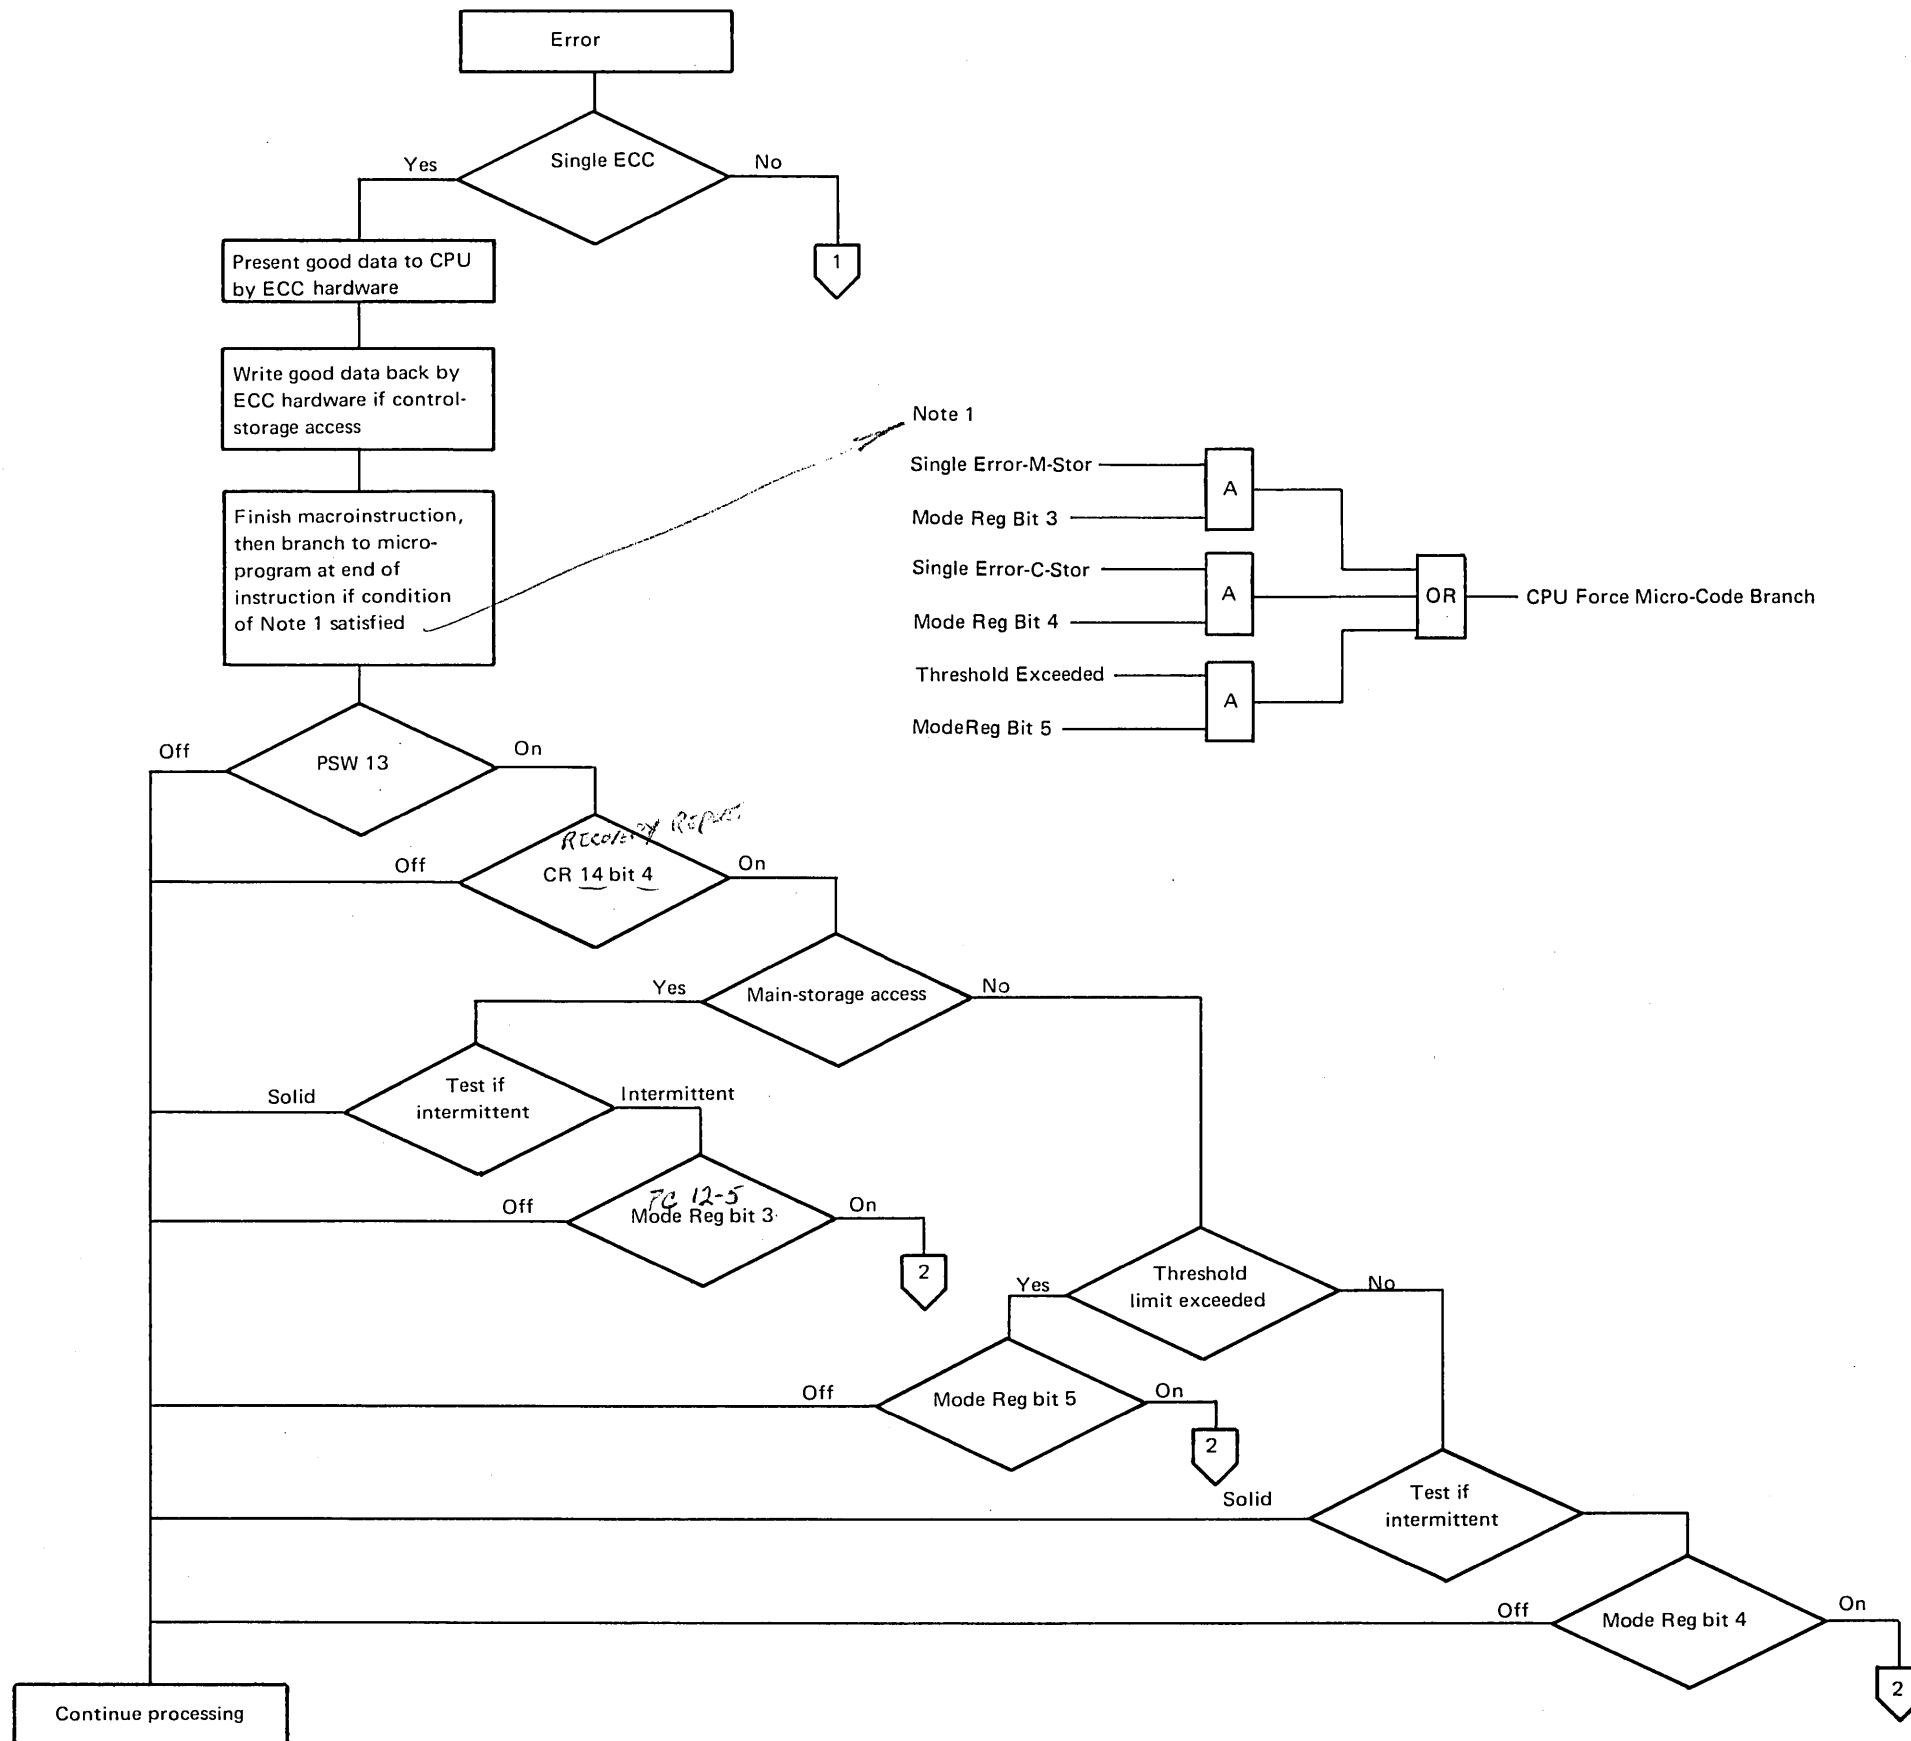 Error
Single ECC
Yes
No
1
Present good data to CPU
by ECC hardware
Write good data back by
ECC hardware if control-
storage access
Finish macroinstruction,
then branch to micro-
program at end of
instruction if condition
of Note 1 satisfied
Note 1
Single Error-M-Stor
A
Mode Reg Bit 3
Single Error-C-Stor
A
Mode Reg Bit 4
OR
CPU Force Micro-Code Branch
Threshold Exceeded
A
ModeReg Bit 5
Off
PSW 13
On
RECOVERY REPORT
Off
CR 14 bit 4
On
Yes
Main-storage access
No
Solid
Test if
intermittent
Intermittent
Off
12-5
Mode Reg bit 3
On
2
Yes
Threshold
limit exceeded
No
Off
Mode Reg bit 5
On
2
Solid
Test if
intermittent
Off
Mode Reg bit 4
On
2
Continue processing